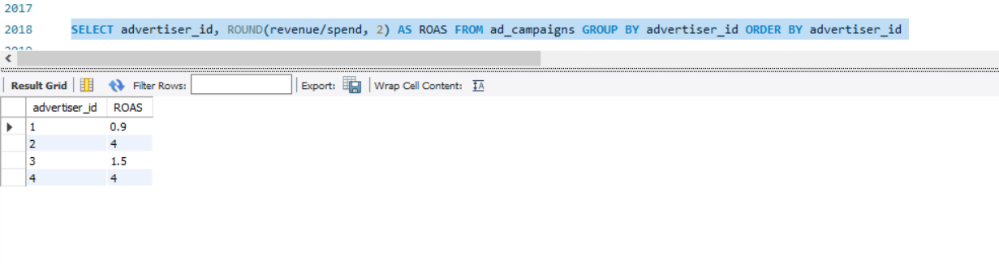 2017
2018 SELECT advertiser_id, ROUND(revenue/spend, 2) AS ROAS FROM ad_campaigns GROUP BY advertiser_id ORDER BY advertiser_id
Result Grid Filter Rows: Export: Wrap Cell Content:
advertiser_id ROAS
1 0.9
2 4
3 1.5
4 4